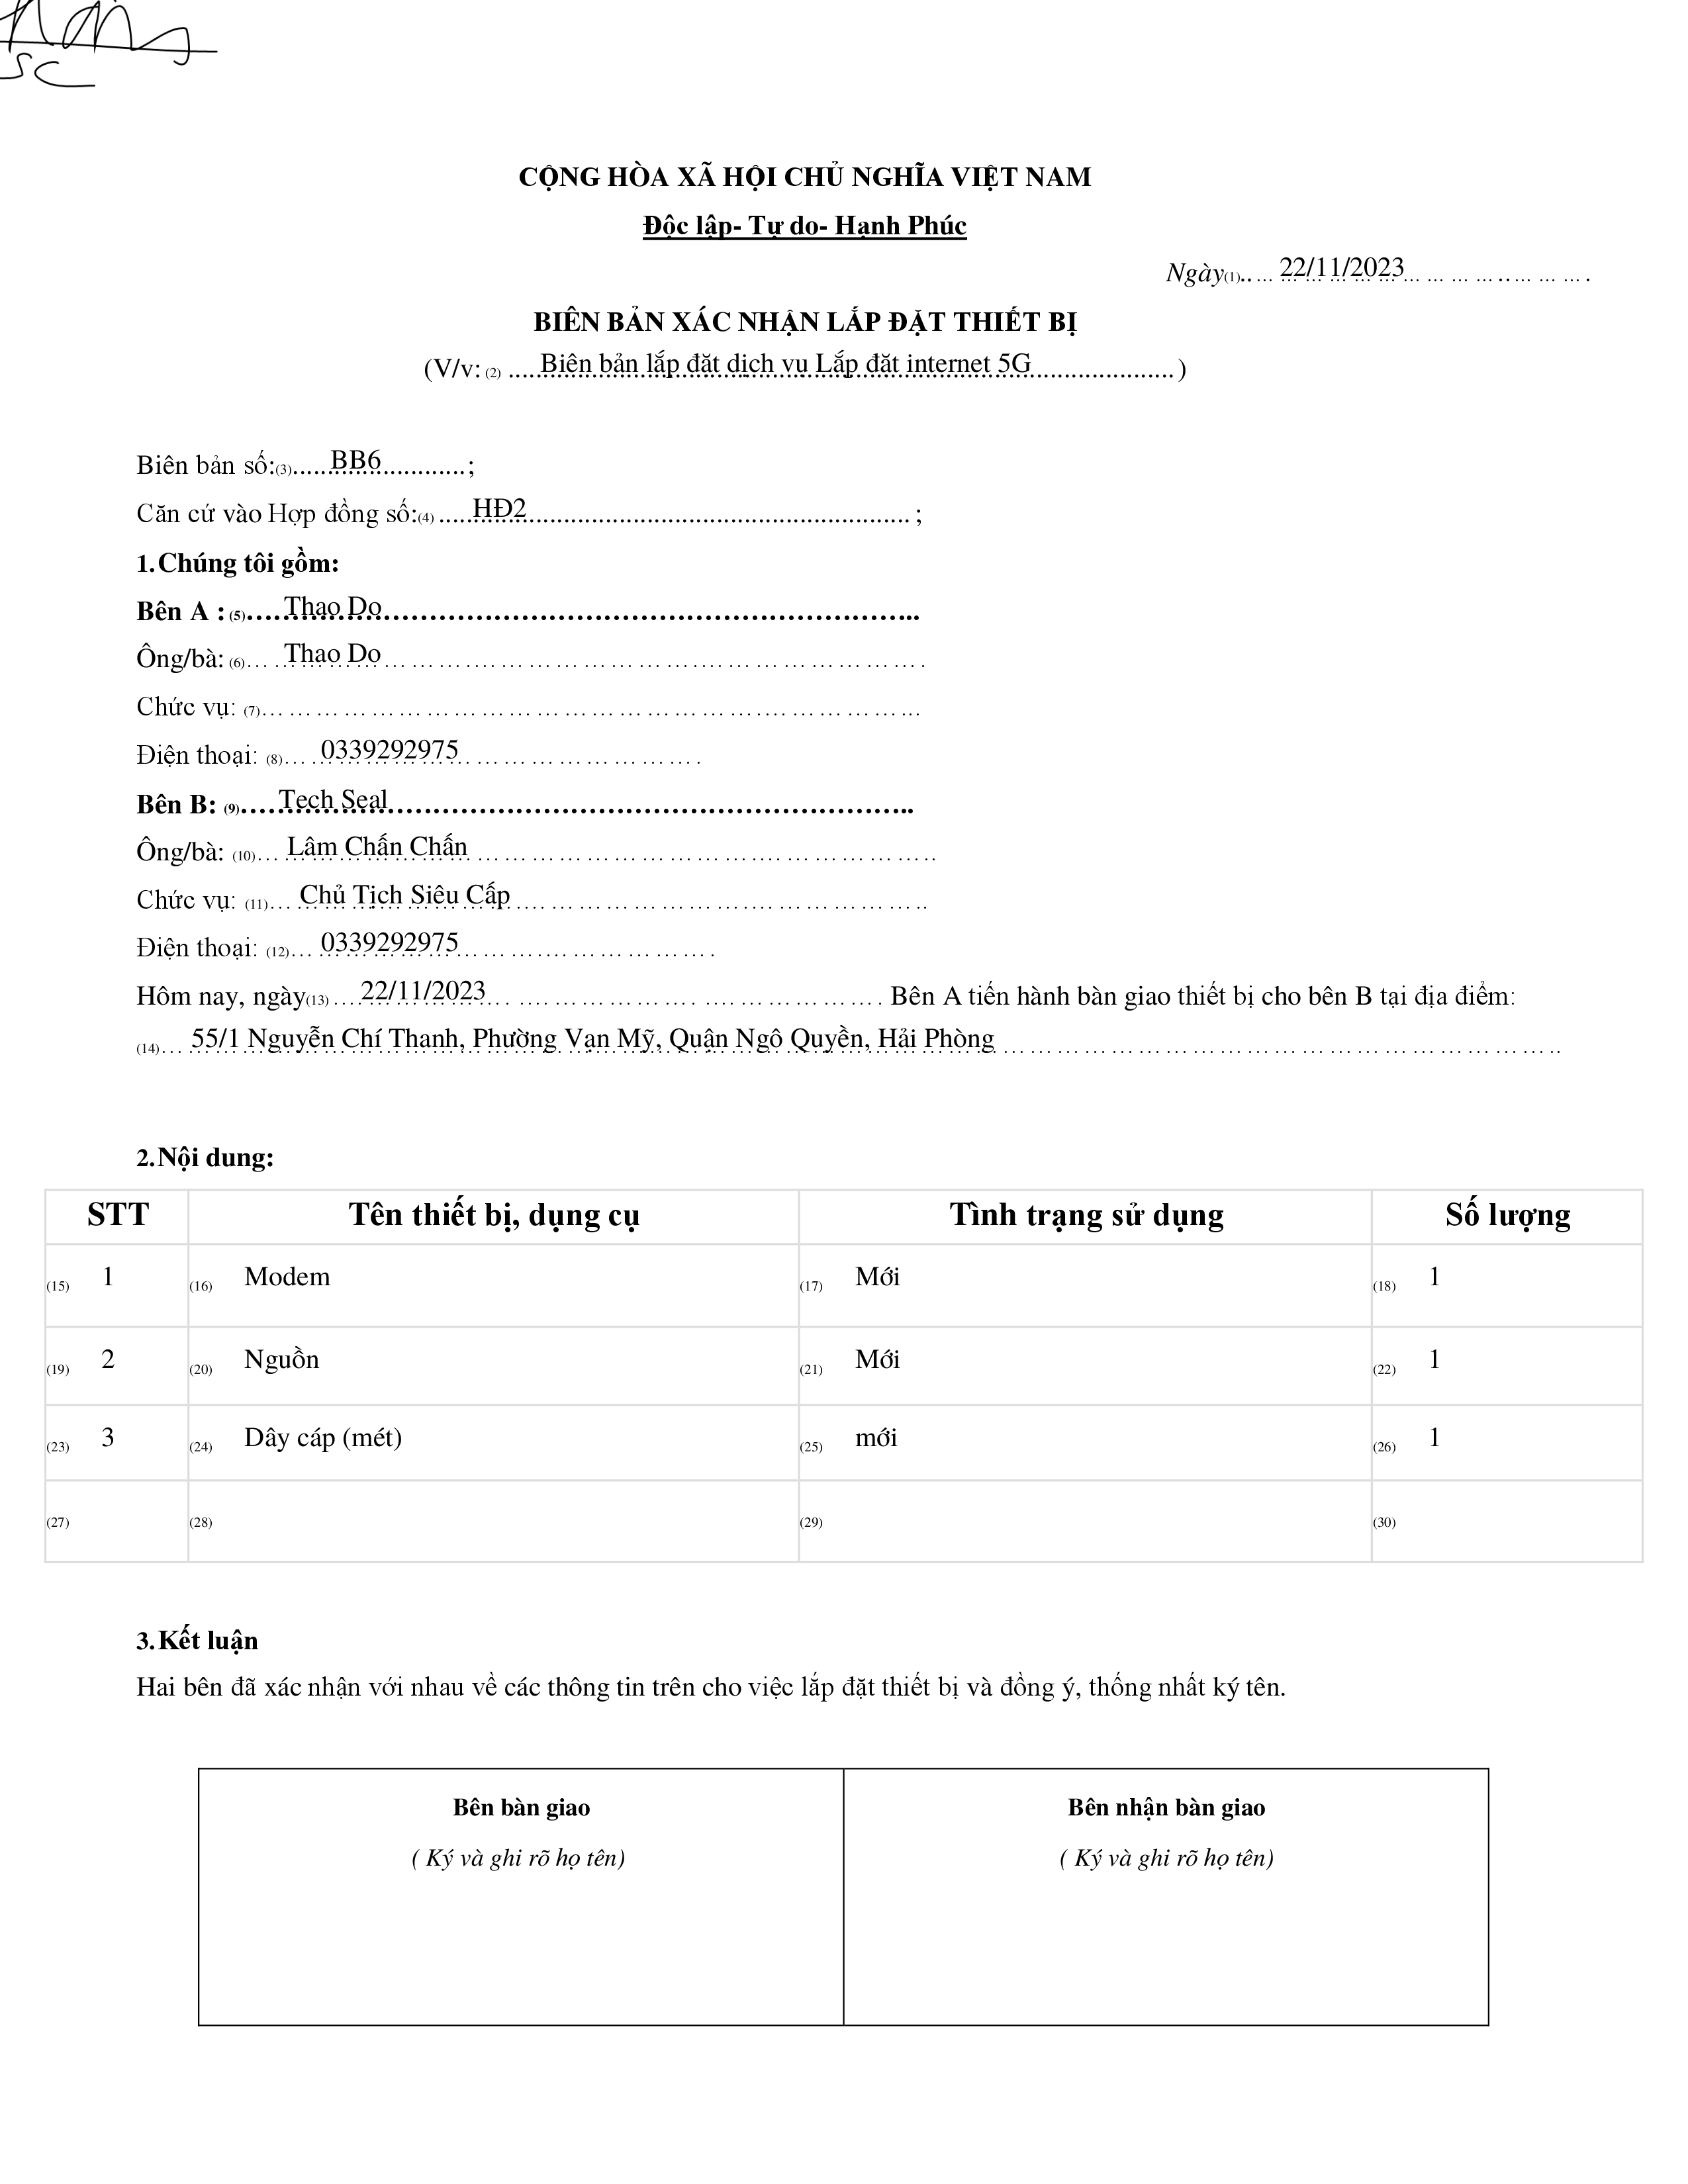 CỘNG HÒA XÃ HỘI CHỦ NGHĨA VIỆT NAM
Độc lập- Tự do- Hạnh Phúc
Ngày(1)..… 22/11/2023… … … …..… … ….
BIÊN BẢN XÁC NHẬN LẮP ĐẶT THIẾT BỊ
(V/v: (2) .... Biên bản lắp đăt dich vu Lắp đăt internet 5G ....................)
Biên bản số:(3)..... BB6 ............;
Căn cứ vào Hợp đồng số:(4) .... HĐ2 ......................................................;
1.Chúng tôi gồm:
Bên A : (5)…. Thao Do…………………………………………………..
Ông/bà: (6)… Thao Do… … …. … … … … … … … … … … … … … … ….
Chức vụ: (7)… … … … … … … … … … … … … … … … … … …. … … … … …
Điện thoại: (8)… 0339292975 … … … … … … … … ….
Bên B: (9)…. Tech Seal…………………………………………………..
Ông/bà: (10)… Lâm Chấn Chấn … … … … … … … … … …. … … … … … …..
Chức vụ: (11)… Chủ Tịch Siêu Cấp …. … … … … … … …. … … … … … …..
Điện thoại: (12)… 0339292975 … … …. … … … … … ….
Hôm nay, ngày(13) … 22/11/2023 . …. … … … … … . …. … … … … … …. Bên A tiến hành bàn giao thiết bị cho bên B tại địa điểm:
(14)… 55/1 Nguyễn Chí Thanh, Phường Vạn Mỹ, Quận Ngô Quyền, Hải Phòng … … … … … … … … … … … … … … … … … … … …..
2.Nội dung:
STT Tên thiết bị, dụng cụ Tình trạng sử dụng Số lượng
(15) 1 (16) Modem (17) Mới (18) 1
(19) 2 (20) Nguồn (21) Mới (22) 1
(23) 3 (24) Dây cáp (mét) (25) mới (26) 1
(27) (28) (29) (30)
3.Kết luận
Hai bên đã xác nhận với nhau về các thông tin trên cho việc lắp đặt thiết bị và đồng ý, thống nhất ký tên.
Bên bàn giao Bên nhận bàn giao
( Ký và ghi rõ họ tên) ( Ký và ghi rõ họ tên)